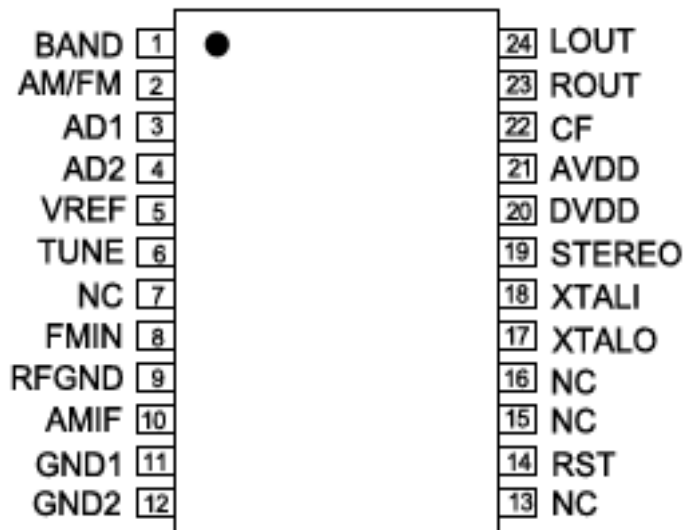 BAND 1 24 LOUT
AM/FM 2 23 ROUT
AD1 3 22 CF
AD2 4 21 AVDD
VREF 5 20 DVDD
TUNE 6 19 STEREO
NC 7 18 XTALI
FMIN 8 17 XTALO
RFGND 9 16 NC
AMIF 10 15 NC
GND1 11 14 RST
GND2 12 13 NC